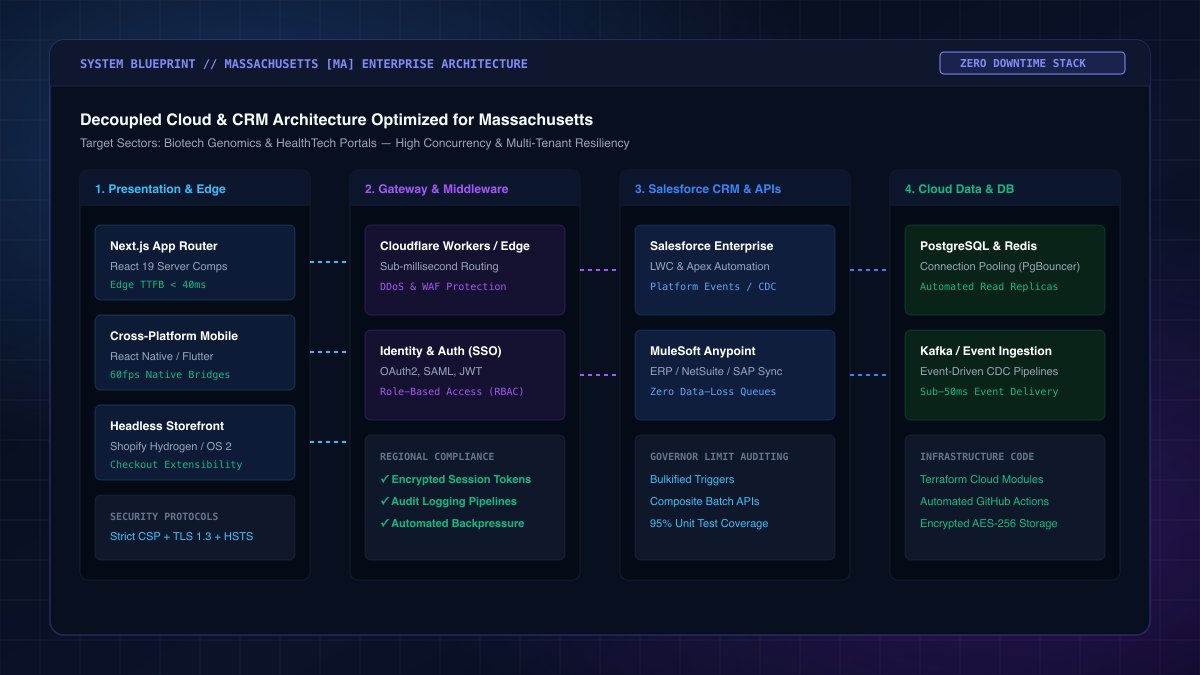 SYSTEM BLUEPRINT // MASSACHUSETTS [MA] ENTERPRISE ARCHITECTURE
ZERO DOWNTIME STACK
Decoupled Cloud & CRM Architecture Optimized for Massachusetts
Target Sectors: Biotech Genomics & HealthTech Portals — High Concurrency & Multi-Tenant Resiliency
1. Presentation & Edge
Next.js App Router
React 19 Server Comps
Edge TTFB < 40ms
Cross-Platform Mobile
React Native / Flutter
60fps Native Bridges
Headless Storefront
Shopify Hydrogen / OS 2
Checkout Extensibility
SECURITY PROTOCOLS
Strict CSP + TLS 1.3 + HSTS
2. Gateway & Middleware
Cloudflare Workers / Edge
Sub-millisecond Routing
DDoS & WAF Protection
Identity & Auth (SSO)
OAuth2, SAML, JWT
Role-Based Access (RBAC)
REGIONAL COMPLIANCE
✓ Encrypted Session Tokens
✓ Audit Logging Pipelines
✓ Automated Backpressure
3. Salesforce CRM & APIs
Salesforce Enterprise
LWC & Apex Automation
Platform Events / CDC
MuleSoft Anypoint
ERP / NetSuite / SAP Sync
Zero Data-Loss Queues
GOVERNOR LIMIT AUDITING
Bulkified Triggers
Composite Batch APIs
95% Unit Test Coverage
4. Cloud Data & DB
PostgreSQL & Redis
Connection Pooling (PgBouncer)
Automated Read Replicas
Kafka / Event Ingestion
Event-Driven CDC Pipelines
Sub-50ms Event Delivery
INFRASTRUCTURE CODE
Terraform Cloud Modules
Automated GitHub Actions
Encrypted AES-256 Storage